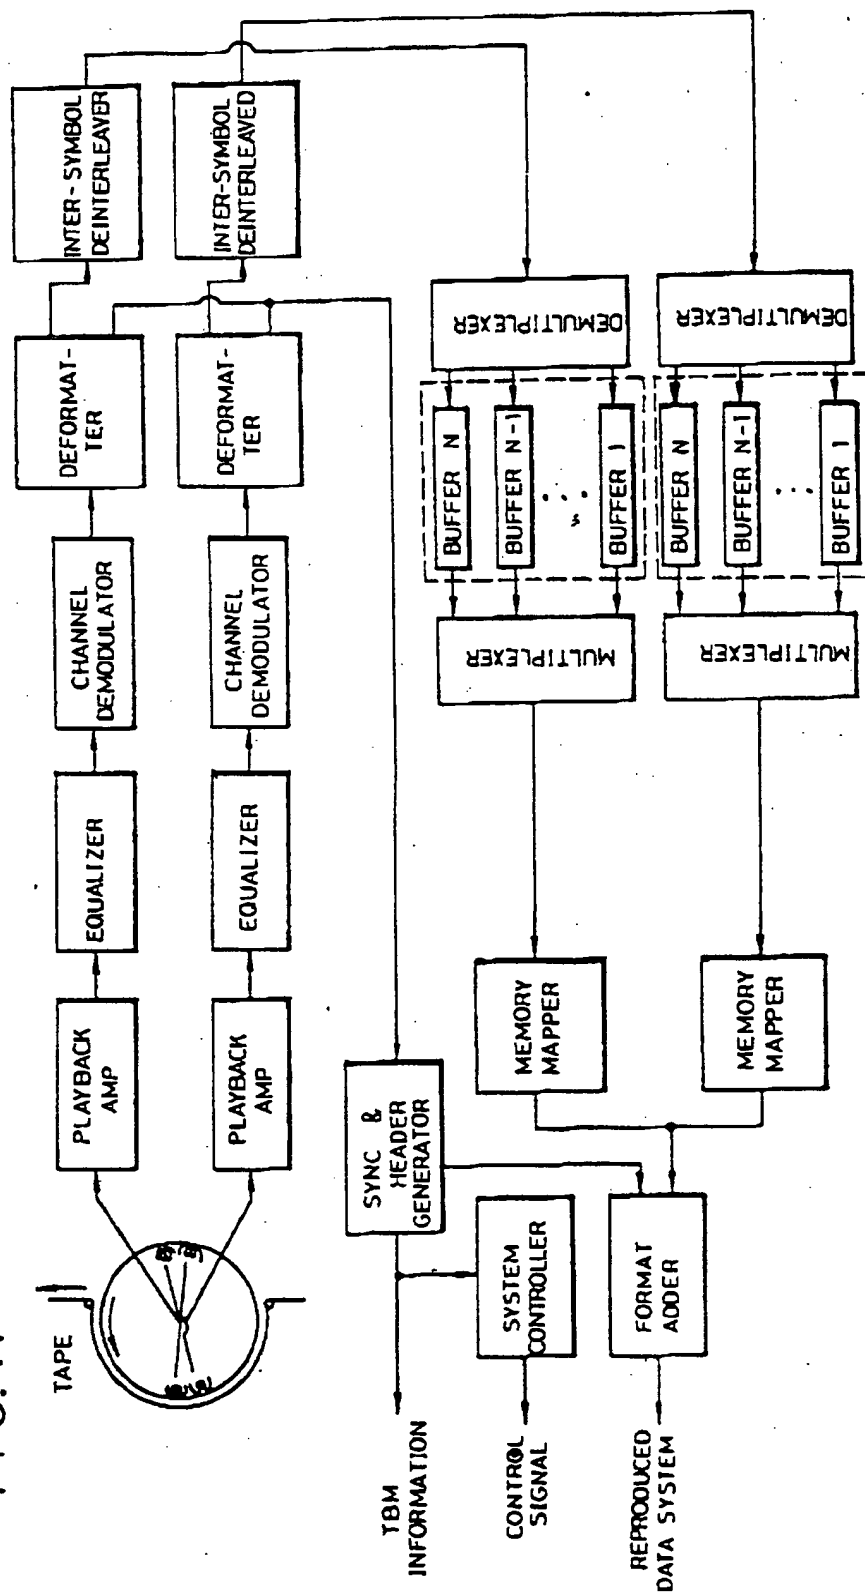 TAPE
PLAYBACK
AMP
EQUALIZER
CHANNEL
DEMODULATOR
DEFORMAT-
TER
INTER-SYMBOL
DEINTERLEAVER
PLAYBACK
AMP
EQUALIZER
CHANNEL
DEMODULATOR
DEFORMAT-
TER
INTER-SYMBOL
DEINTERLEAVED
TBM
INFORMATION
SYNC &
HEADER
GENERATOR
CONTROL
SIGNAL
SYSTEM
CONTROLLER
REPRODUCED
DATA SYSTEM
FORMAT
ADDER
MEMORY
MAPPER
MULTIPLEXER
BUFFER N
BUFFER N-1
...
BUFFER 1
DEMULTIPLEXER
MEMORY
MAPPER
MULTIPLEXER
BUFFER N
BUFFER N-1
...
BUFFER 1
DEMULTIPLEXER